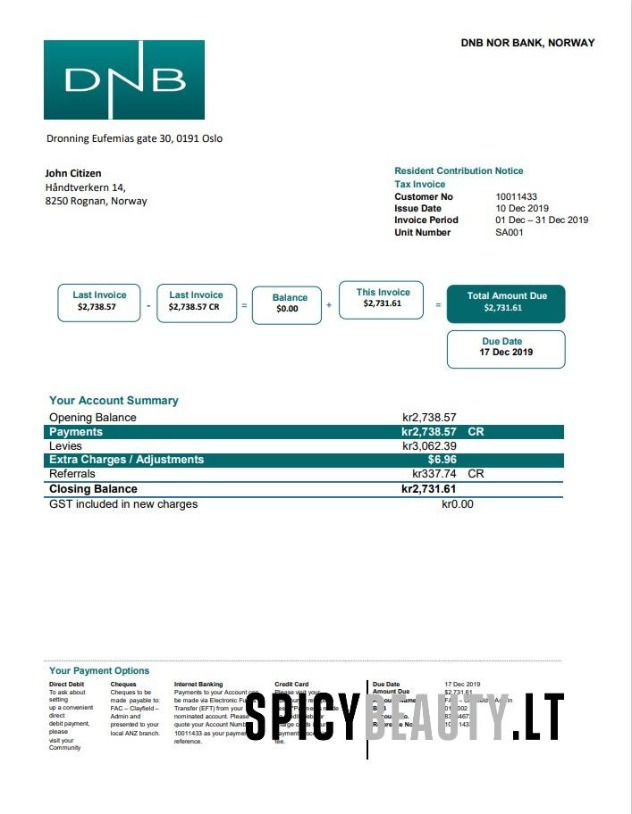 DNB
DNB NOR BANK, NORWAY
Dronning Eufemias gate 30, 0191 Oslo
John Citizen
Håndtverkern 14,
8250 Rognan, Norway
Resident Contribution Notice
Tax Invoice
Customer No 10011433
Issue Date 10 Dec 2019
Invoice Period 01 Dec – 31 Dec 2019
Unit Number SA001
Last Invoice
$2,738.57
-
Last Invoice
$2,738.57 CR
=
Balance
$0.00
+
This Invoice
$2,731.61
=
Total Amount Due
$2,731.61
Due Date
17 Dec 2019
Your Account Summary
Opening Balance kr2,738.57
Payments kr2,738.57 CR
Levies kr3,062.39
Extra Charges / Adjustments $6.96
Referrals kr337.74 CR
Closing Balance kr2,731.61
GST included in new charges kr0.00
Your Payment Options
Direct Debit
To ask about
setting
up a convenient
direct
debit payment,
please
visit your
Community
Cheques
Cheques to be
made payable to:
FAC – Clayfield –
Admin and
presented to your
local ANZ branch.
Internet Banking
Payments to your Account
be made via Electronic
Transfer (EFT) from your
nominated account. Please
quote your Account
10011433 as your
reference.
Credit Card
Please visit your
fee.
Due Date 17 Dec 2019
Amount Due $2,731.61
SPICYBEAUTY.LT